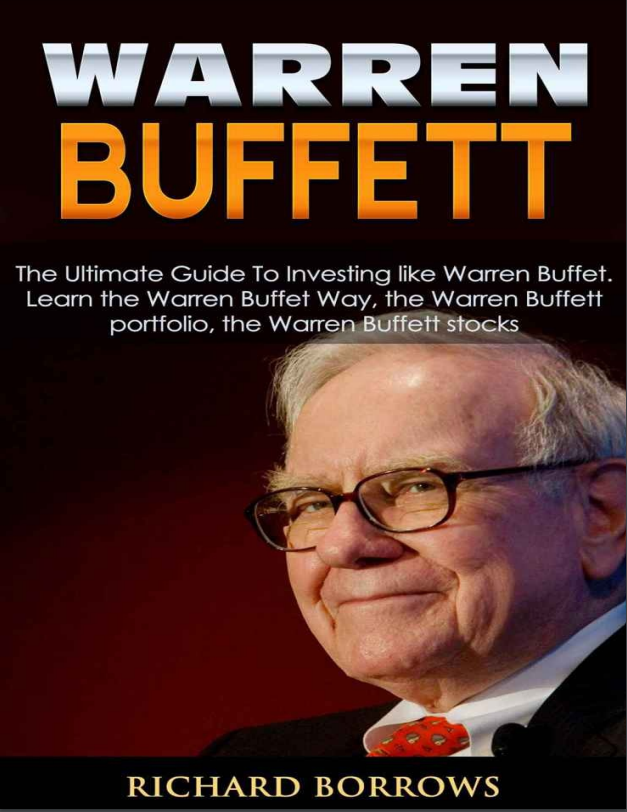 WARREN
BUFFETT
The Ultimate Guide To Investing like Warren Buffet.
Learn the Warren Buffet Way, the Warren Buffett
portfolio, the Warren Buffett stocks
RICHARD BORROWS